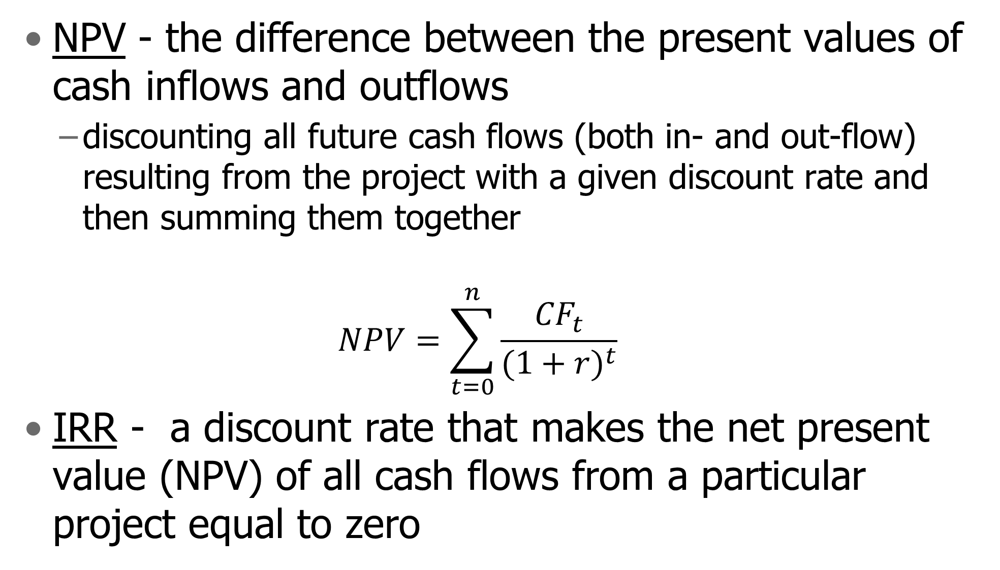 • NPV - the difference between the present values of
cash inflows and outflows
– discounting all future cash flows (both in- and out-flow)
resulting from the project with a given discount rate and
then summing them together
$NPV = \sum_{t=0}^{n} \frac{CF_t}{(1 + r)^t}$
• IRR -  a discount rate that makes the net present
value (NPV) of all cash flows from a particular
project equal to zero